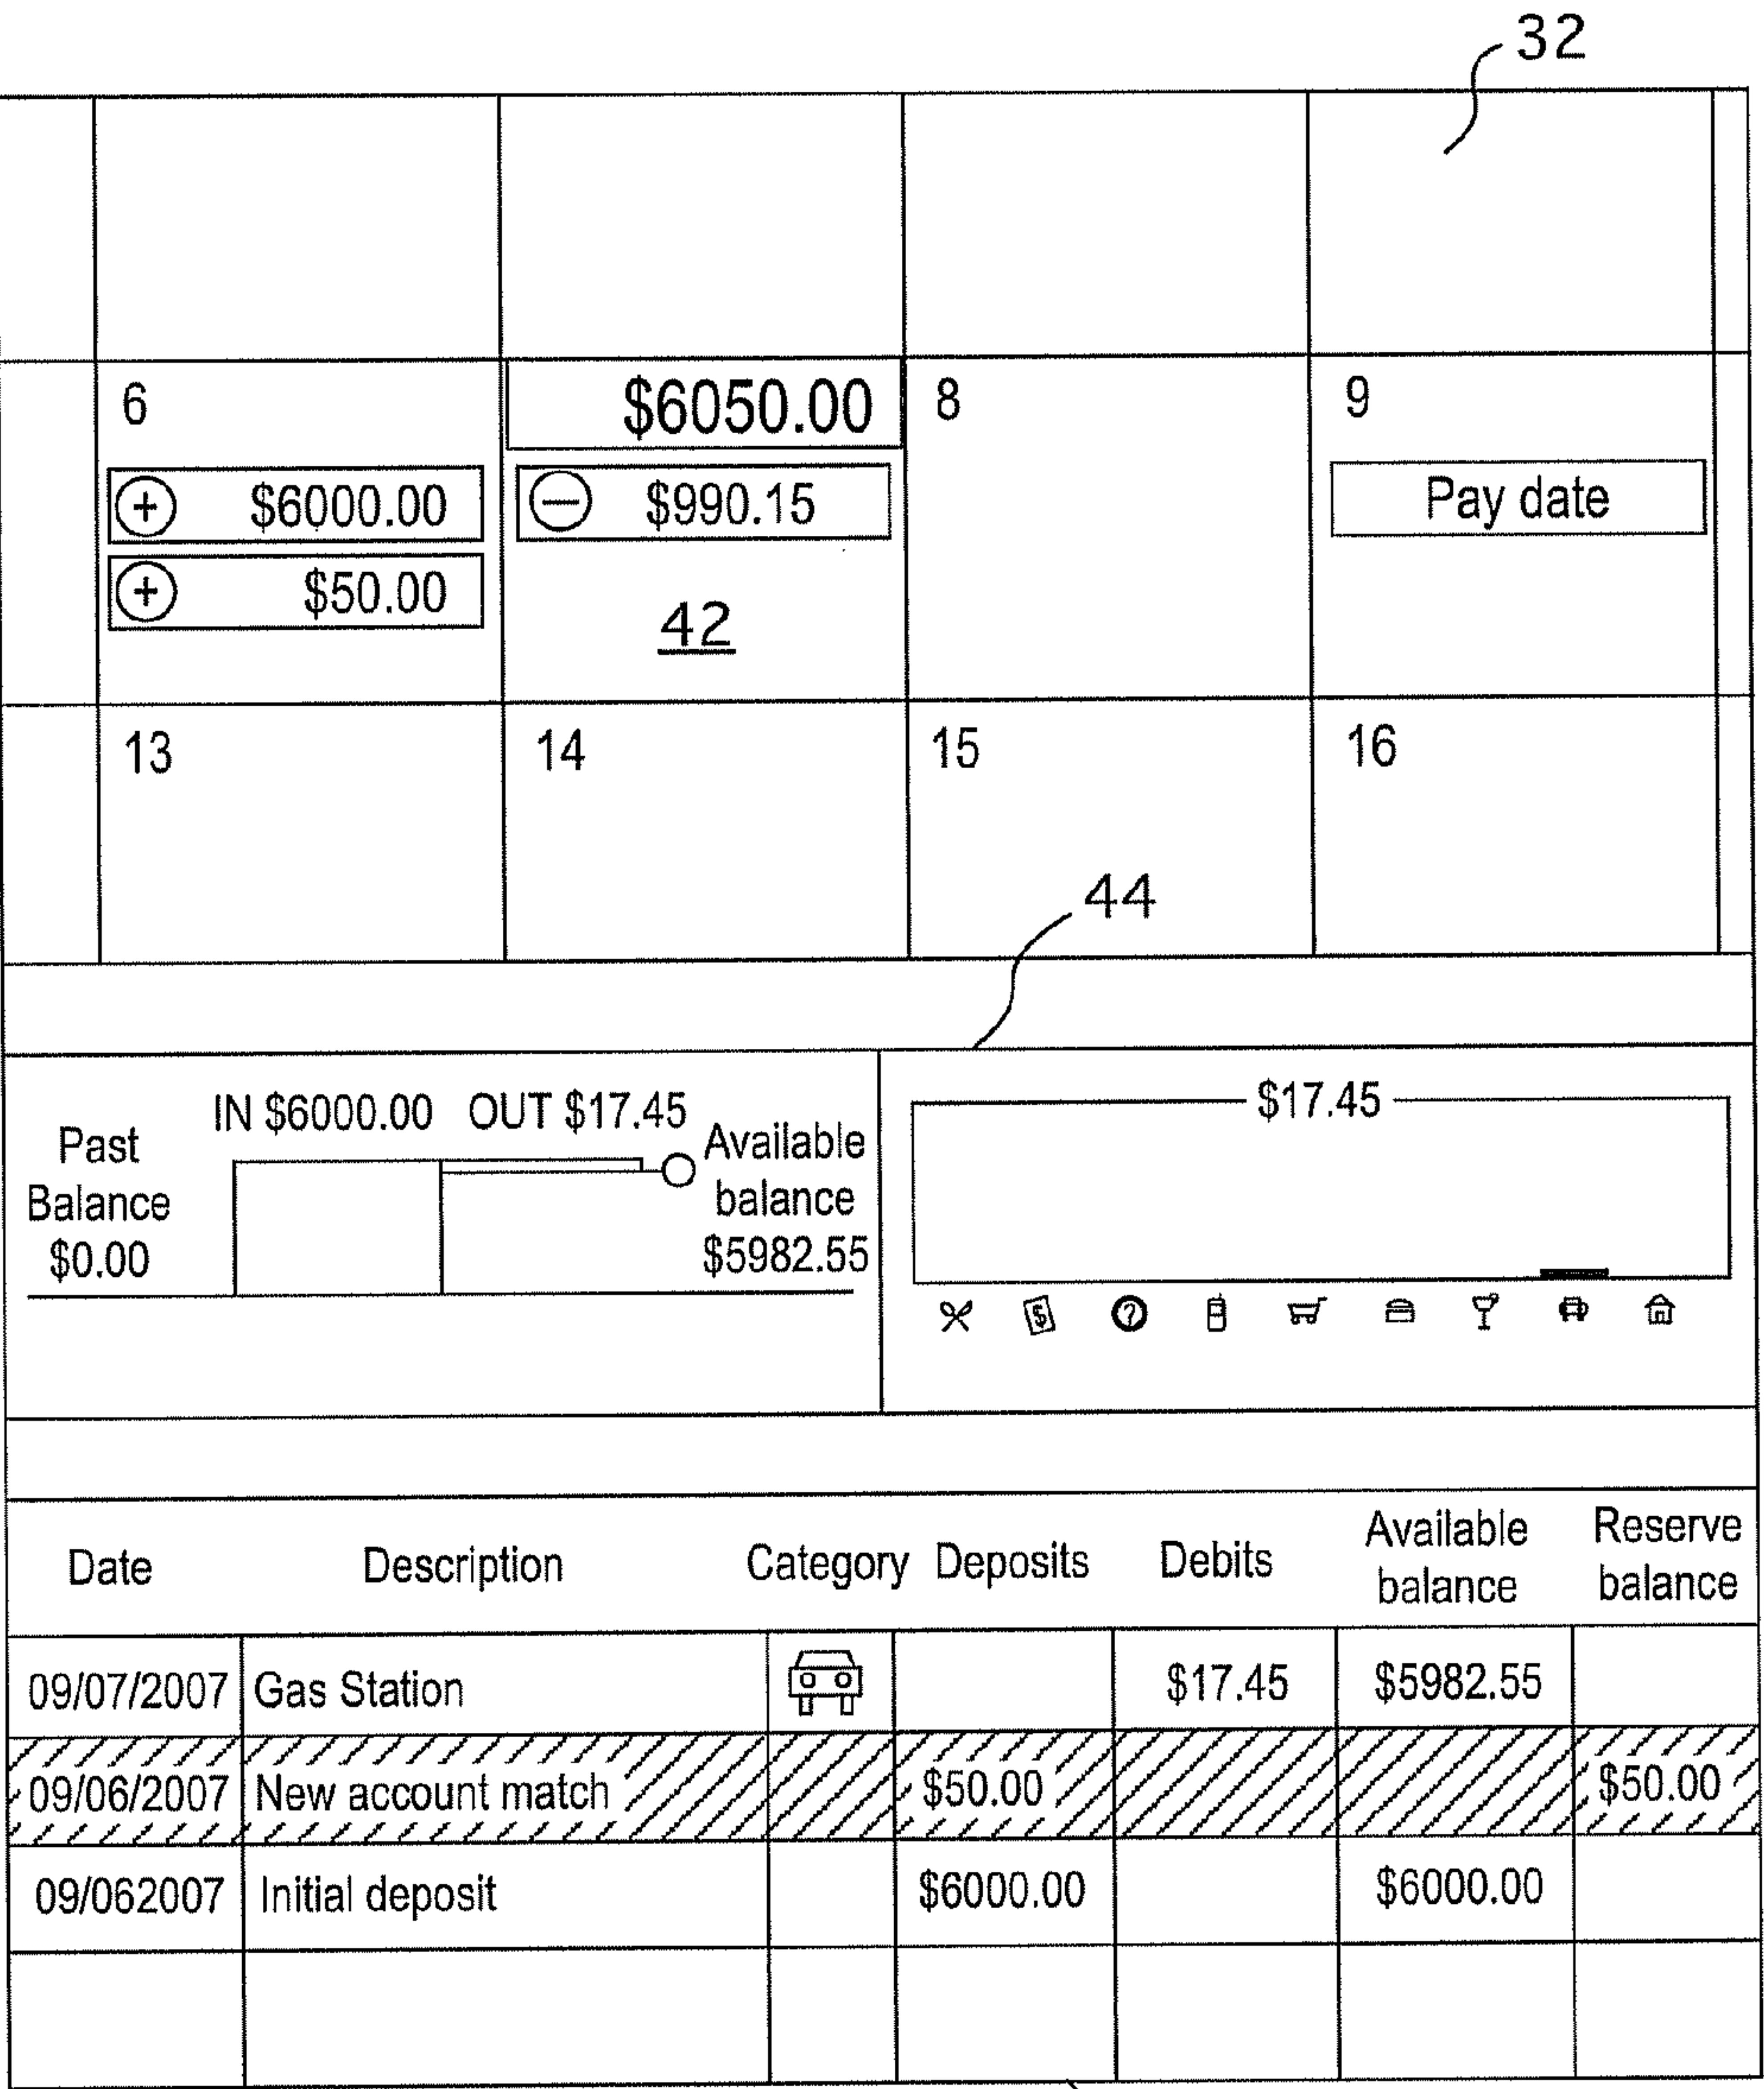 32
6 $6050.00 8 9
+ $6000.00 − $990.15 Pay date
+ $50.00
42
13 14 15 16
44
IN $6000.00 OUT $17.45
Past
Balance
$0.00
Available
balance
$5982.55
$17.45
$ ?
Date Description Category Deposits Debits Available balance Reserve balance
09/07/2007 Gas Station $17.45 $5982.55
09/06/2007 New account match $50.00 $50.00
09/062007 Initial deposit $6000.00 $6000.00